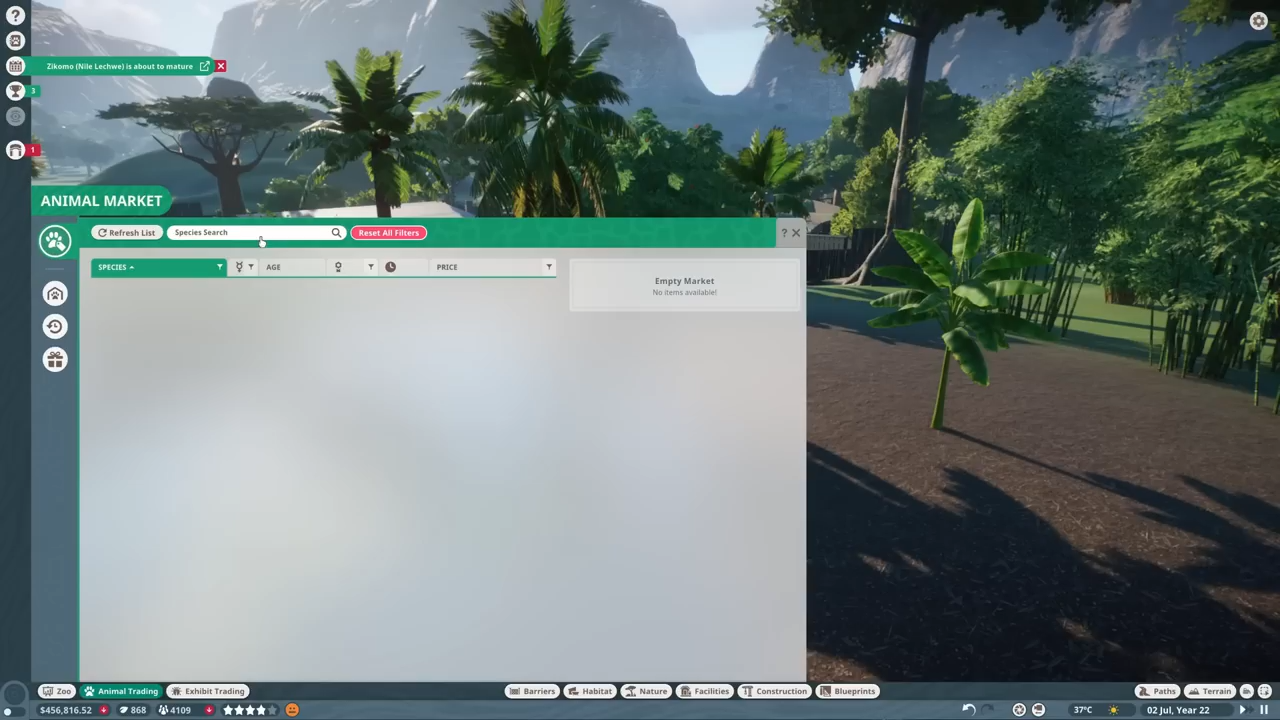 ?
Zikomo (Nile Lechwe) is about to mature
3
1
ANIMAL MARKET
Refresh List
Species Search
Reset All Filters
?
SPECIES
AGE
PRICE
Empty Market
No items available!
Zoo
Animal Trading
Exhibit Trading
Barriers
Habitat
Nature
Facilities
Construction
Blueprints
Paths
Terrain
$456,816.52
868
4109
37°C
02 Jul, Year 22